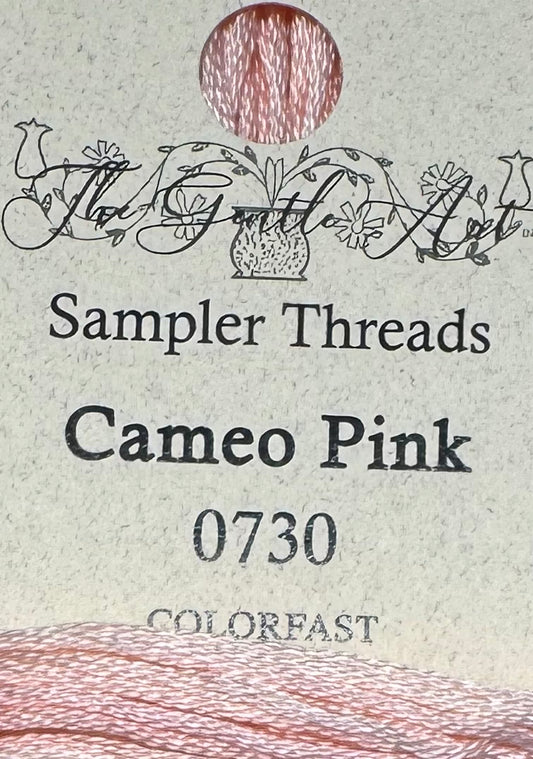 The Gentle Art
Sampler Threads
Cameo Pink
0730
COLORFAST